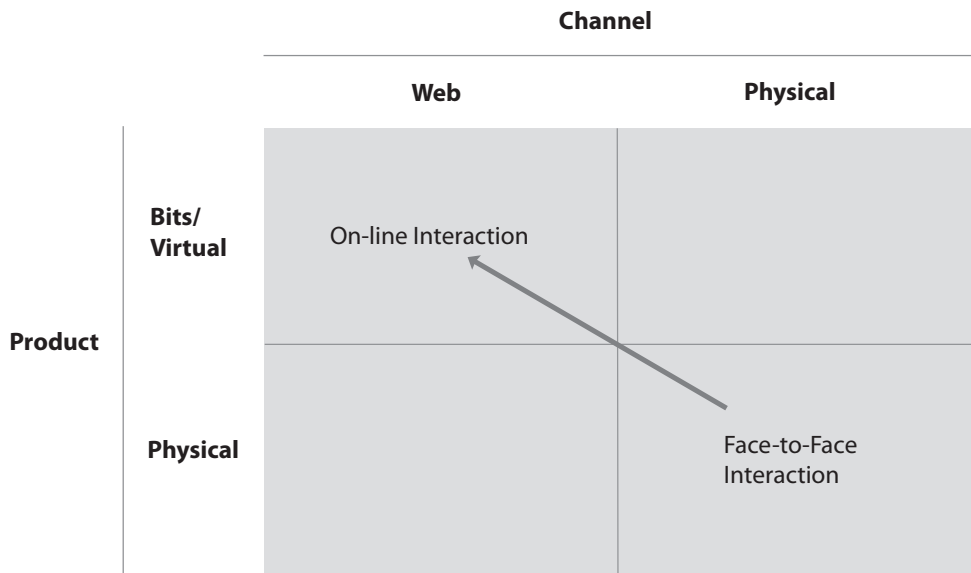 Channel
Web
Physical
Bits/
Virtual
On-line Interaction
Product
Physical
Face-to-Face
Interaction